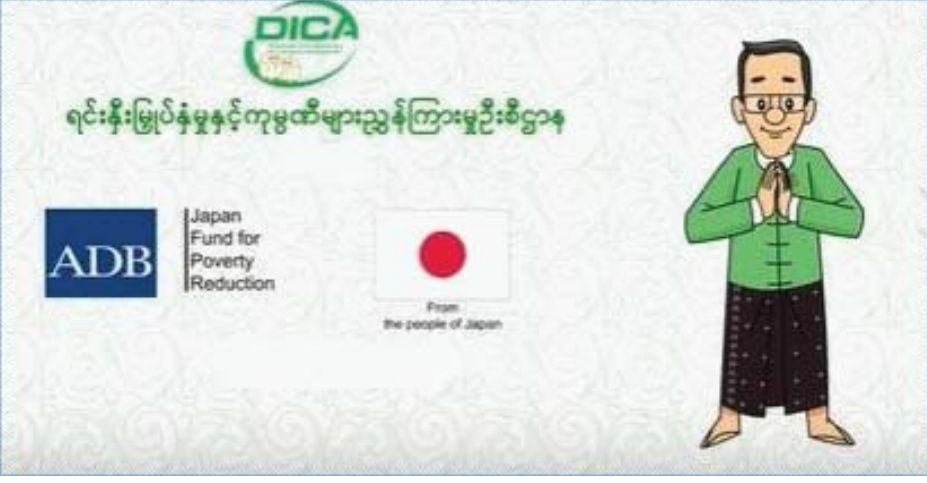 DICA
ရင်းနှီးမြှုပ်နှံမှုနှင့်ကုမ္ပဏီများညွှန်ကြားမှုဦးစီဌာန
ADB
Japan
Fund for
Poverty
Reduction
From
the people of Japan